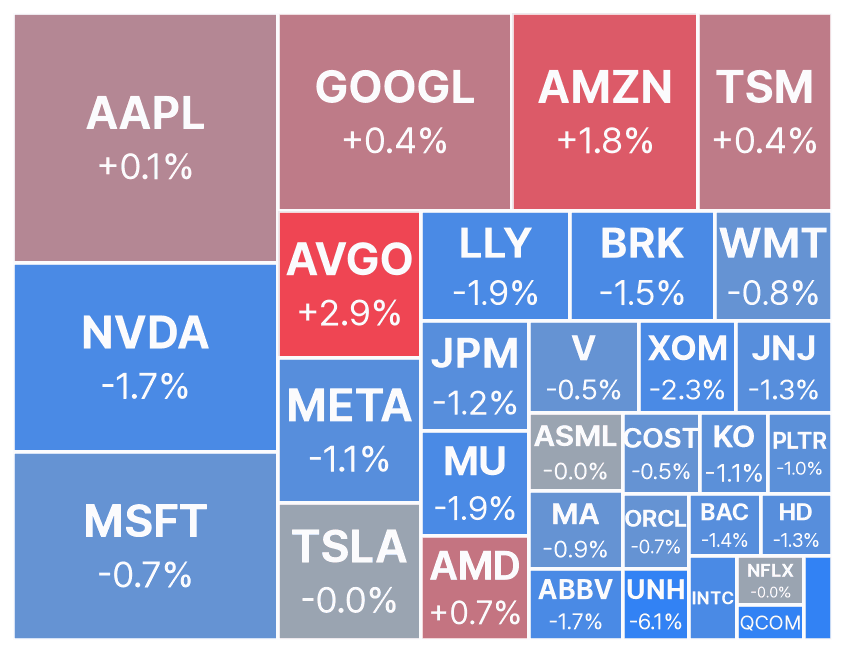 AAPL
+0.1%
GOOGL
+0.4%
AMZN
+1.8%
TSM
+0.4%
NVDA
-1.7%
MSFT
-0.7%
AVGO
+2.9%
META
-1.1%
TSLA
-0.0%
LLY
-1.9%
BRK
-1.5%
WMT
-0.8%
JPM
-1.2%
MU
-1.9%
AMD
+0.7%
V
-0.5%
XOM
-2.3%
JNJ
-1.3%
ASML
-0.0%
COST
-0.5%
KO
-1.1%
PLTR
-1.0%
MA
-0.9%
ORCL
-0.7%
BAC
-1.4%
HD
-1.3%
ABBV
-1.7%
UNH
-6.1%
INTC
NFLX
-0.0%
QCOM